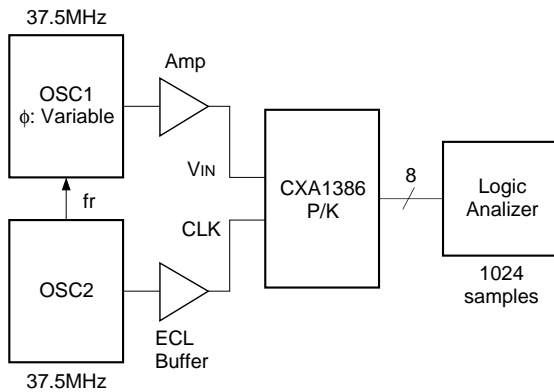 37.5MHz
OSC1
ϕ: Variable
Amp
fr
OSC2
37.5MHz
VIN
CLK
ECL
Buffer
CXA1386
P/K
8
Logic
Analizer
1024
samples